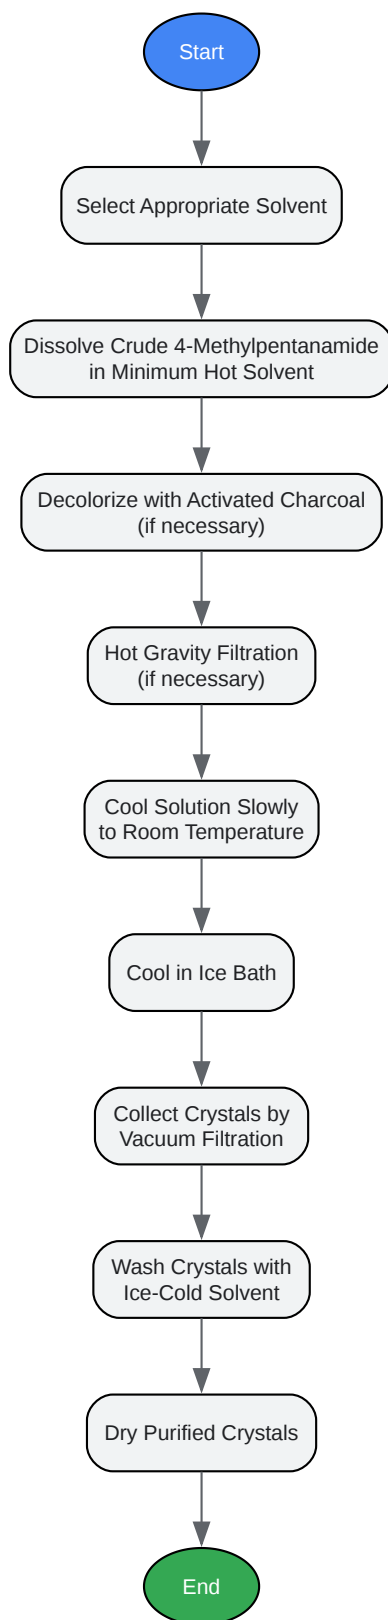 Start
Select Appropriate Solvent
Dissolve Crude 4-Methylpentanamide
in Minimum Hot Solvent
Decolorize with Activated Charcoal
(if necessary)
Hot Gravity Filtration
(if necessary)
Cool Solution Slowly
to Room Temperature
Cool in Ice Bath
Collect Crystals by
Vacuum Filtration
Wash Crystals with
Ice-Cold Solvent
Dry Purified Crystals
End